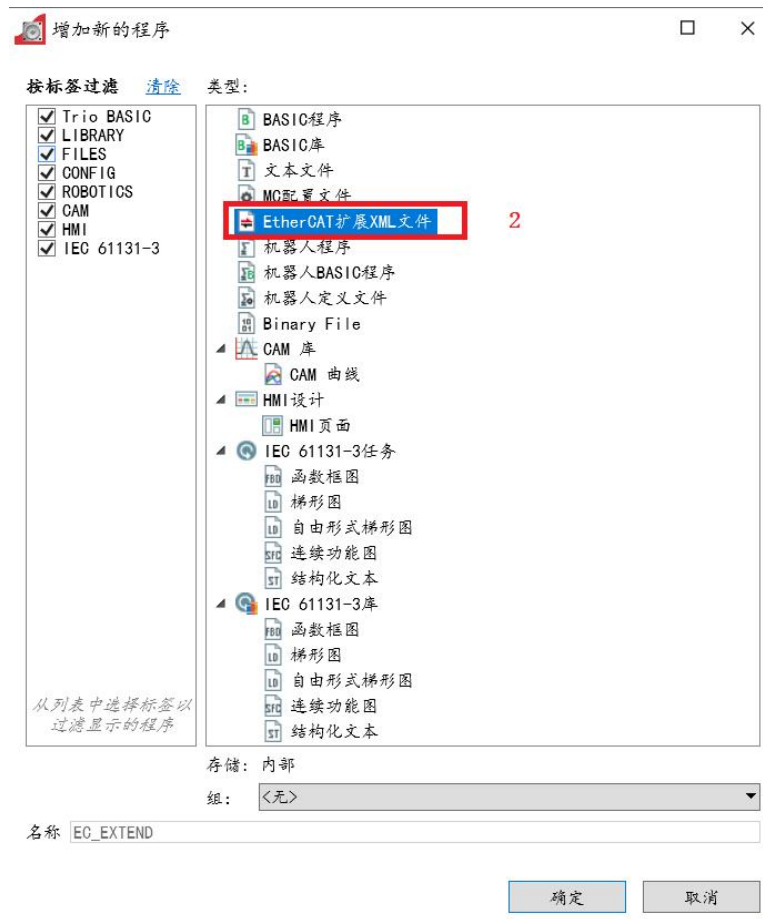 增加新的程序
按标签过滤 清除 类型:
Trio BASIC
LIBRARY
FILES
CONFIG
ROBOTICS
CAM
HMI
IEC 61131-3
从列表中选择标签以
过滤显示的程序
BASIC程序
BASIC库
文本文件
MC配置文件
EtherCAT扩展XML文件
2
机器人程序
机器人BASIC程序
机器人定义文件
Binary File
CAM 库
CAM 曲线
HMI设计
HMI页面
IEC 61131-3任务
函数框图
梯形图
自由形式梯形图
连续功能图
结构化文本
IEC 61131-3库
函数框图
梯形图
自由形式梯形图
连续功能图
结构化文本
存储: 内部
组: <无>
名称 EC_EXTEND
确定 取消